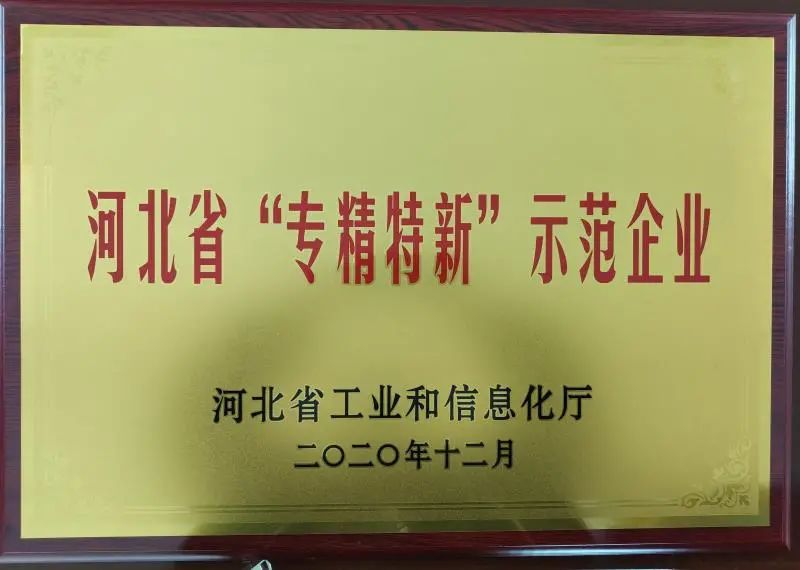 河北省“专精特新”示范企业
河北省工业和信息化厅
二〇二〇年十二月